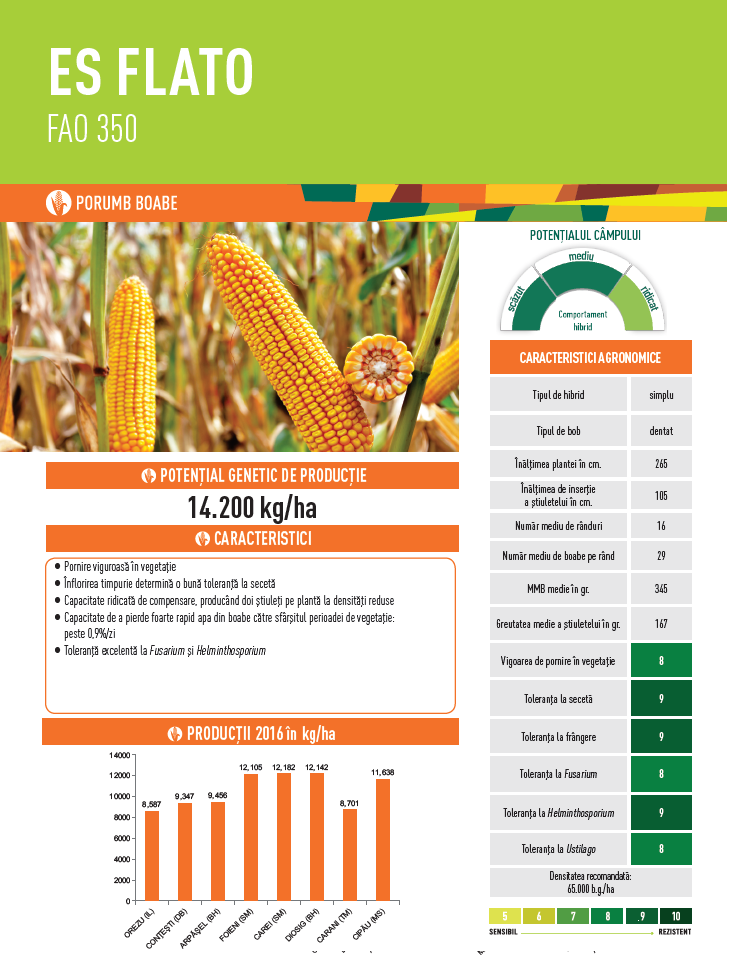 ES FLATO
FAO 350
PORUMB BOABE
POTENȚIALUL CÂMPULUI
scăzut
mediu
ridicat
Comportament
hibrid
POTENȚIAL GENETIC DE PRODUCȚIE
14.200 kg/ha
CARACTERISTICI
• Pornire viguroasă în vegetație
• Înflorirea timpurie determină o bună toleranță la secetă
• Capacitate ridicată de compensare, producând doi știuleți pe plantă la densități reduse
• Capacitate de a pierde foarte rapid apa din boabe către sfârșitul perioadei de vegetație:
peste 0,9%/zi
• Toleranță excelentă la Fusarium și Helminthosporium
PRODUCȚII 2016 în kg/ha
14000
12000
10000
8000
6000
4000
2000
0
8,587
9,347
9,456
12,105
12,182
12,142
8,701
11,638
OREZU (IL)
CONȚEȘTI (DB)
ARPĂȘEL (BH)
FOIENI (SM)
CAREI (SM)
DIOSIG (BH)
CARANI (TM)
CIPĂU (MS)
CARACTERISTICI AGRONOMICE
Tipul de hibrid simplu
Tipul de bob dentat
Înălțimea plantei în cm. 265
Înălțimea de inserție
a știuletelui în cm. 105
Număr mediu de rânduri 16
Număr mediu de boabe pe rând 29
MMB medie în gr. 345
Greutatea medie a știuletelui în gr. 167
Vigoarea de pornire în vegetație 8
Toleranța la secetă 9
Toleranța la frângere 9
Toleranța la Fusarium 8
Toleranța la Helminthosporium 9
Toleranța la Ustilago 8
Densitatea recomandată:
65.000 b.g./ha
5 6 7 8 .9 10
SENSIBIL REZISTENT